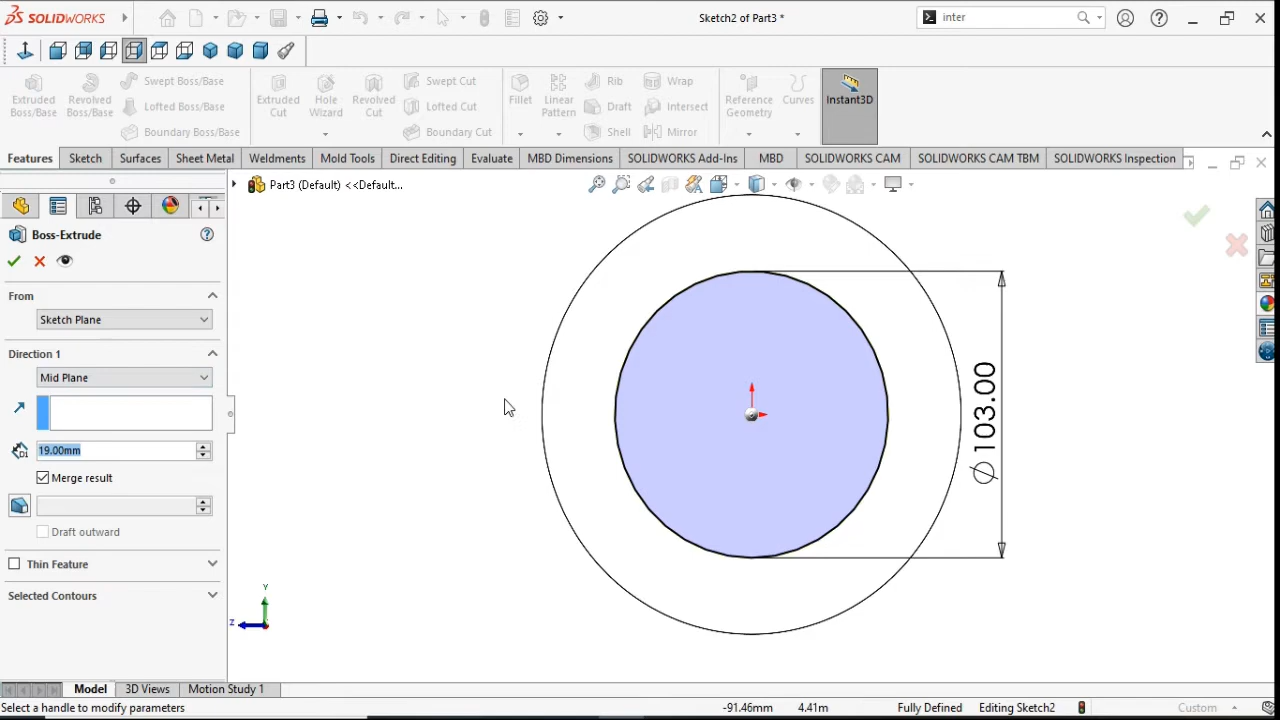 SOLIDWORKS
Sketch2 of Part3 *
inter
Extruded Boss/Base
Revolved Boss/Base
Swept Boss/Base
Lofted Boss/Base
Boundary Boss/Base
Extruded Cut
Hole Wizard
Revolved Cut
Swept Cut
Lofted Cut
Boundary Cut
Fillet
Linear Pattern
Rib
Draft
Shell
Wrap
Intersect
Mirror
Reference Geometry
Curves
Instant3D
Features Sketch Surfaces Sheet Metal Weldments Mold Tools Direct Editing Evaluate MBD Dimensions SOLIDWORKS Add-Ins MBD SOLIDWORKS CAM SOLIDWORKS CAM TBM SOLIDWORKS Inspection
Part3 (Default) <<Default...
Boss-Extrude
From
Sketch Plane
Direction 1
Mid Plane
D1
19.00mm
Merge result
Draft outward
Thin Feature
Selected Contours
Ø 103.00
Y
Z
Model 3D Views Motion Study 1
Select a handle to modify parameters
-91.46mm 4.41m Fully Defined Editing Sketch2 Custom